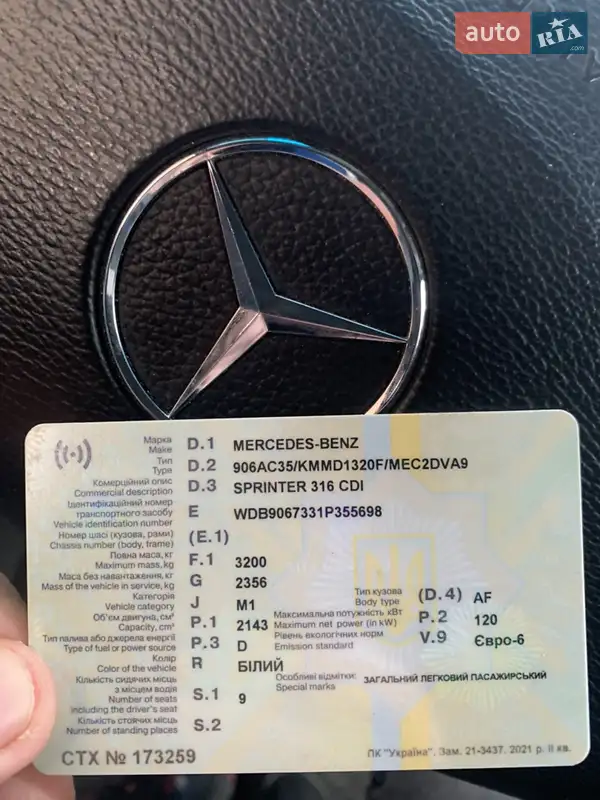 auto RIA .com
Марка
Make D.1 MERCEDES-BENZ
Тип
Type D.2 906AC35/KMMD1320F/MEC2DVA9
Комерційний опис
Commercial description D.3 SPRINTER 316 CDI
Ідентифікаційний номер
транспортного засобу
Vehicle identification number E WDB9067331P355698
Номер шасі (кузова, рами)
Chassis number (body, frame) (E.1)
Повна маса, кг
Maximum mass, kg F.1 3200
Маса без навантаження, кг
Mass of the vehicle in service, kg G 2356
Категорія
Vehicle category J M1
Тип кузова
Body type (D.4) AF
Об'єм двигуна, см³
Capacity, cm³ P.1 2143
Максимальна потужність кВт
Maximum net power (in kW) P.2 120
Тип палива або джерела енергії
Type of fuel or power source P.3 D
Рівень екологічних норм
Emission standard V.9 Євро-6
Колір
Color of the vehicle R БІЛИЙ
Особливі відмітки:
Special marks ЗАГАЛЬНИЙ ЛЕГКОВИЙ ПАСАЖИРСЬКИЙ
Кількість сидячих місць
з місцем водія
Number of seats
including the driver's seat S.1 9
Кількість стоячих місць
Number of standing places S.2
СТХ № 173259
ПК "Україна". Зам. 21-3437. 2021 р. ІІ кв.